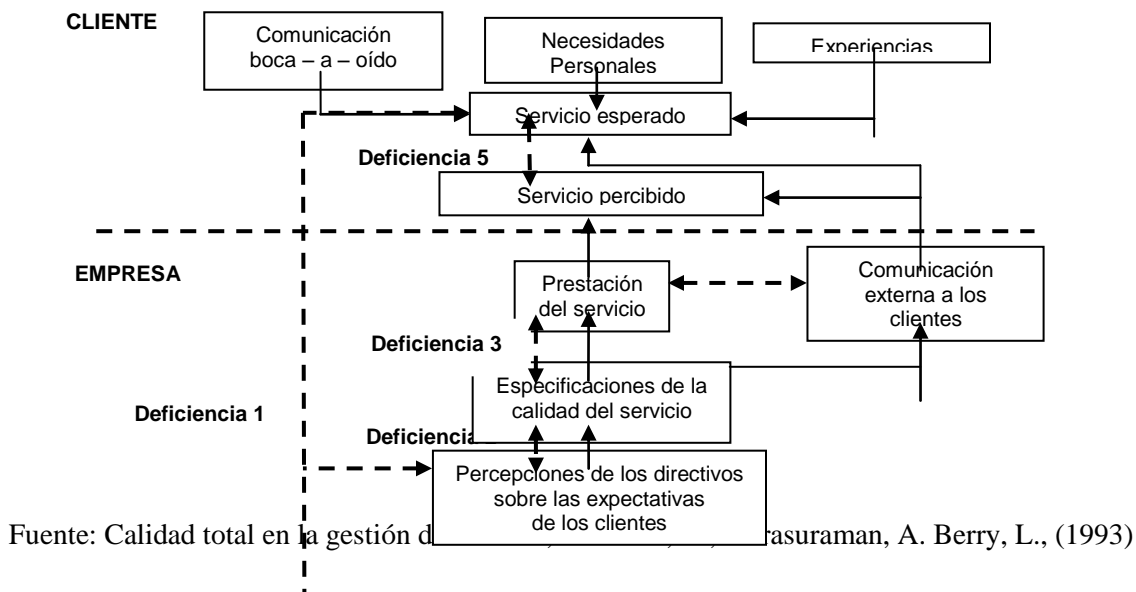 CLIENTE
Comunicación
boca – a – oído
Necesidades
Personales
Experiencias
Servicio esperado
Deficiencia 5
Servicio percibido
EMPRESA
Prestación
del servicio
Comunicación
externa a los
clientes
Deficiencia 3
Especificaciones de la
calidad del servicio
Deficiencia 1
Percepciones de los directivos
sobre las expectativas
de los clientes
Fuente: Calidad total en la gestión A. Berry, L., (1993)